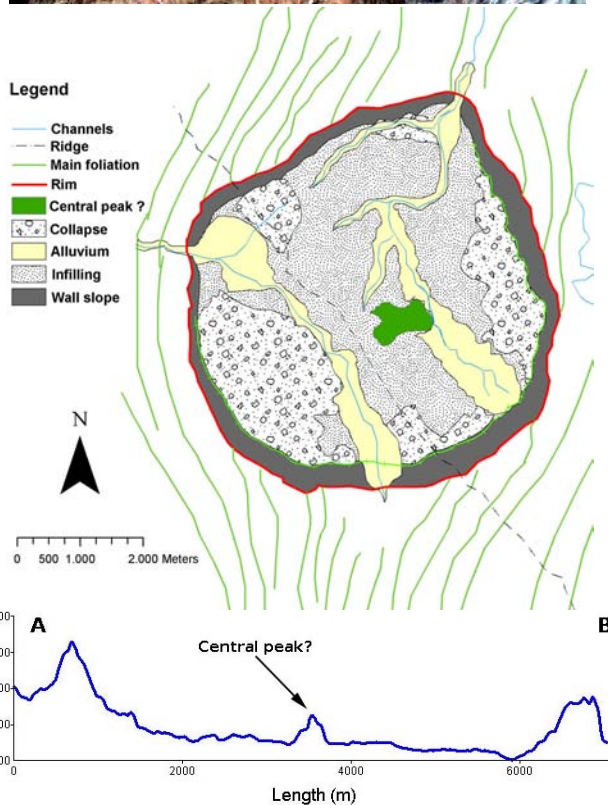 Legend
Channels
Ridge
Main foliation
Rim
Central peak ?
Collapse
Alluvium
Infilling
Wall slope
N
0 500 1.000 2.000 Meters
A B
Central peak?
0 2000 4000 6000
Length (m)